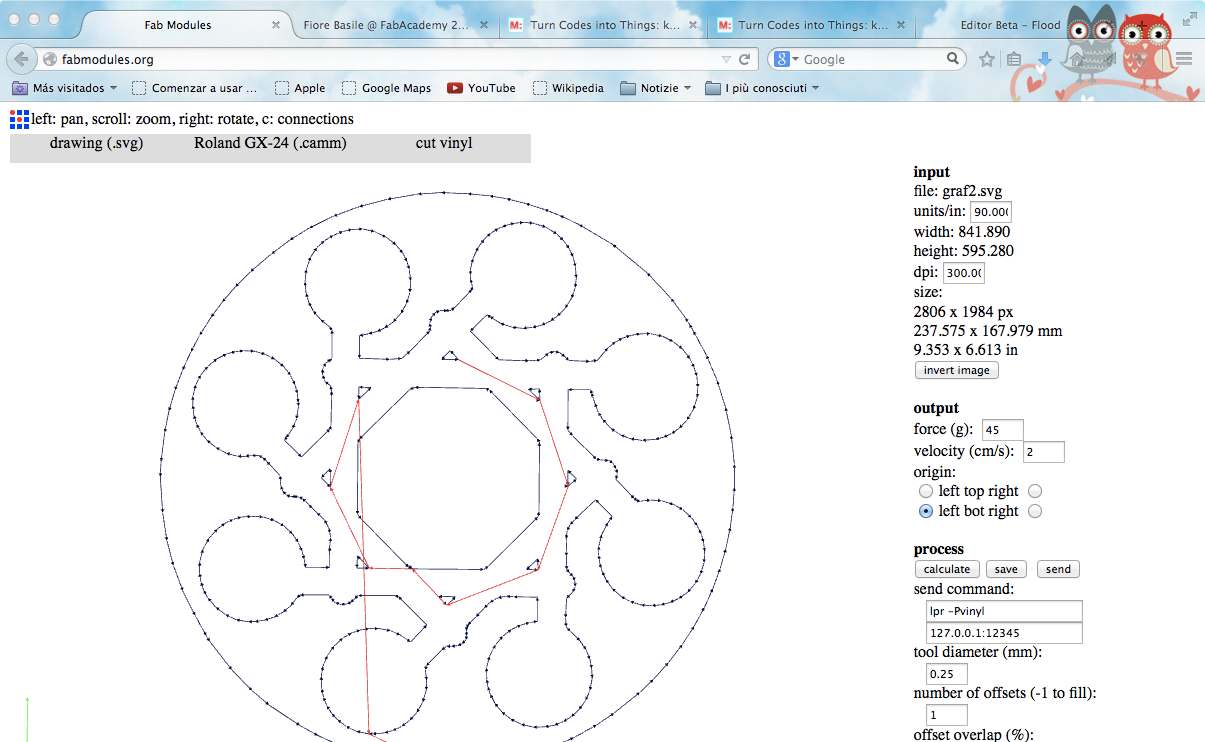 Fab Modules
Fiore Basile @ FabAcademy 2...
M: Turn Codes into Things: k...
M: Turn Codes into Things: k...
Editor Beta – Flood
fabmodules.org
Google
Más visitados
Comenzar a usar ...
Apple
Google Maps
YouTube
Wikipedia
Notizie
I più conosciuti
left: pan, scroll: zoom, right: rotate, c: connections
drawing (.svg) Roland GX-24 (.camm) cut vinyl
input
file: graf2.svg
units/in: 90.000
width: 841.890
height: 595.280
dpi: 300.00
size:
2806 x 1984 px
237.575 x 167.979 mm
9.353 x 6.613 in
invert image
output
force (g): 45
velocity (cm/s): 2
origin:
left top right
left bot right
process
calculate save send
send command:
lpr -Pvinyl
127.0.0.1:12345
tool diameter (mm):
0.25
number of offsets (-1 to fill):
1
offset overlap (%):